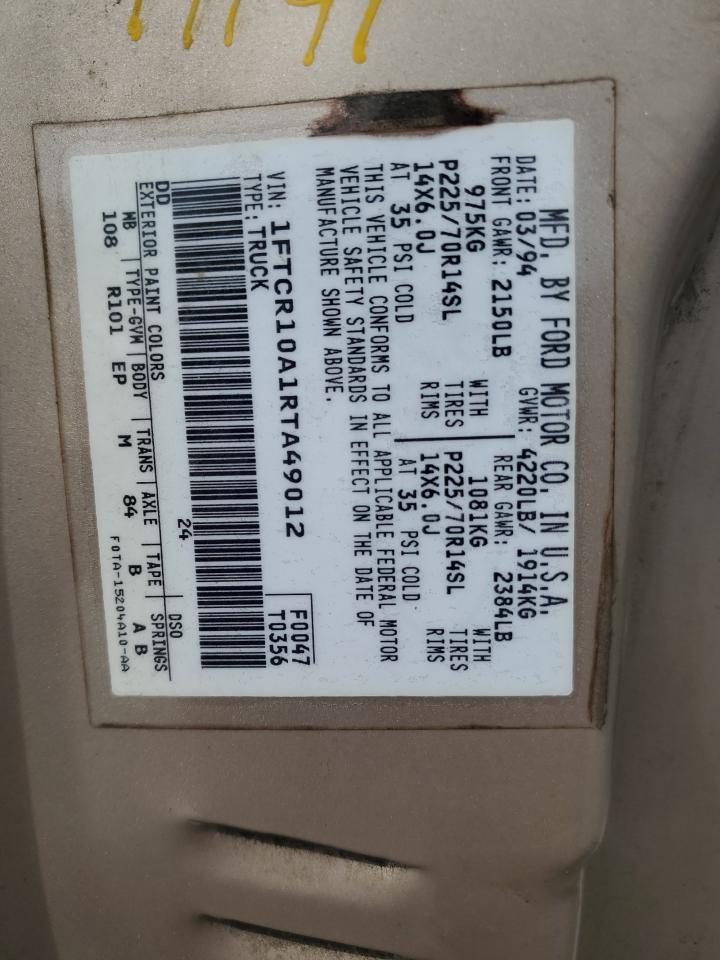 MFD. BY FORD MOTOR CO. IN U.S.A.
DATE: 03/94 GVWR: 4220LB/ 1914KG
FRONT GAWR: 2150LB REAR GAWR: 2384LB
975KG WITH 1081KG WITH
P225/70R14SL TIRES P225/70R14SL TIRES
14X6.0J RIMS 14X6.0J RIMS
AT 35 PSI COLD AT 35 PSI COLD
THIS VEHICLE CONFORMS TO ALL APPLICABLE FEDERAL MOTOR
VEHICLE SAFETY STANDARDS IN EFFECT ON THE DATE OF
MANUFACTURE SHOWN ABOVE.
VIN: 1FTCR10A1RTA49012 F0047
TYPE: TRUCK T0356
24
DD
EXTERIOR PAINT COLORS DSO
WB | TYPE-GVM | BODY | TRANS | AXLE | TAPE | SPRINGS
108 R101 EP M 84 B A B
F0TA-15204A10-AA